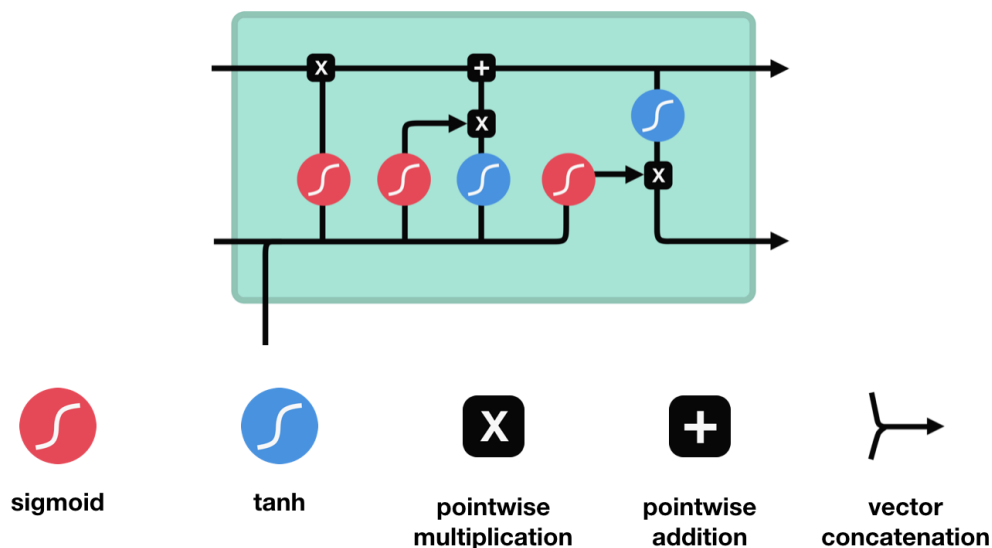 X
+
X
X
X
+
sigmoid
tanh
pointwise
multiplication
pointwise
addition
vector
concatenation